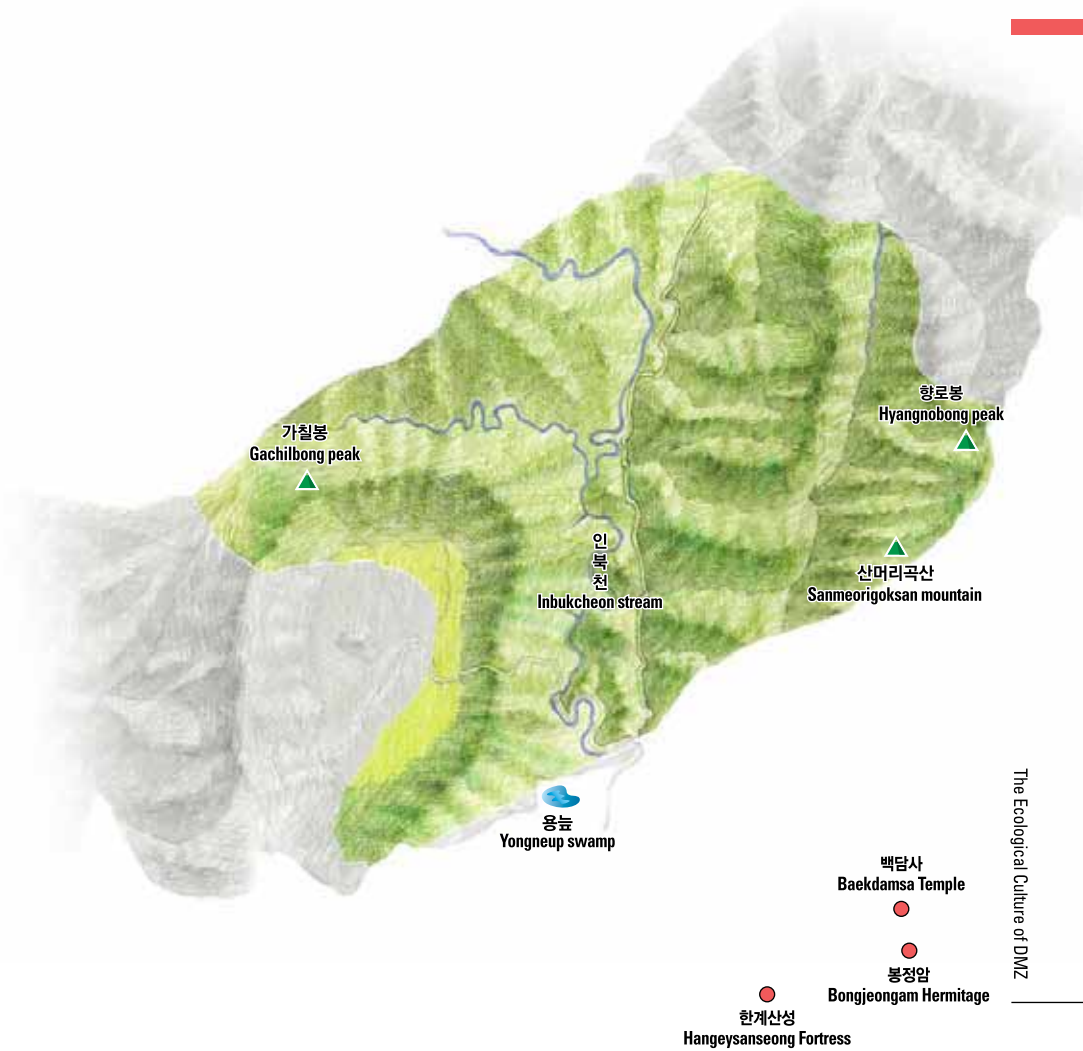 향로봉
Hyangnobong peak
가칠봉
Gachilbong peak
인
북
천
Inbukcheon stream
산머리곡산
Sanmeorigoksan mountain
용늪
Yongneup swamp
백담사
Baekdamsa Temple
봉정암
Bongjeongam Hermitage
한계산성
Hangeysanseong Fortress
The Ecological Culture of DMZ